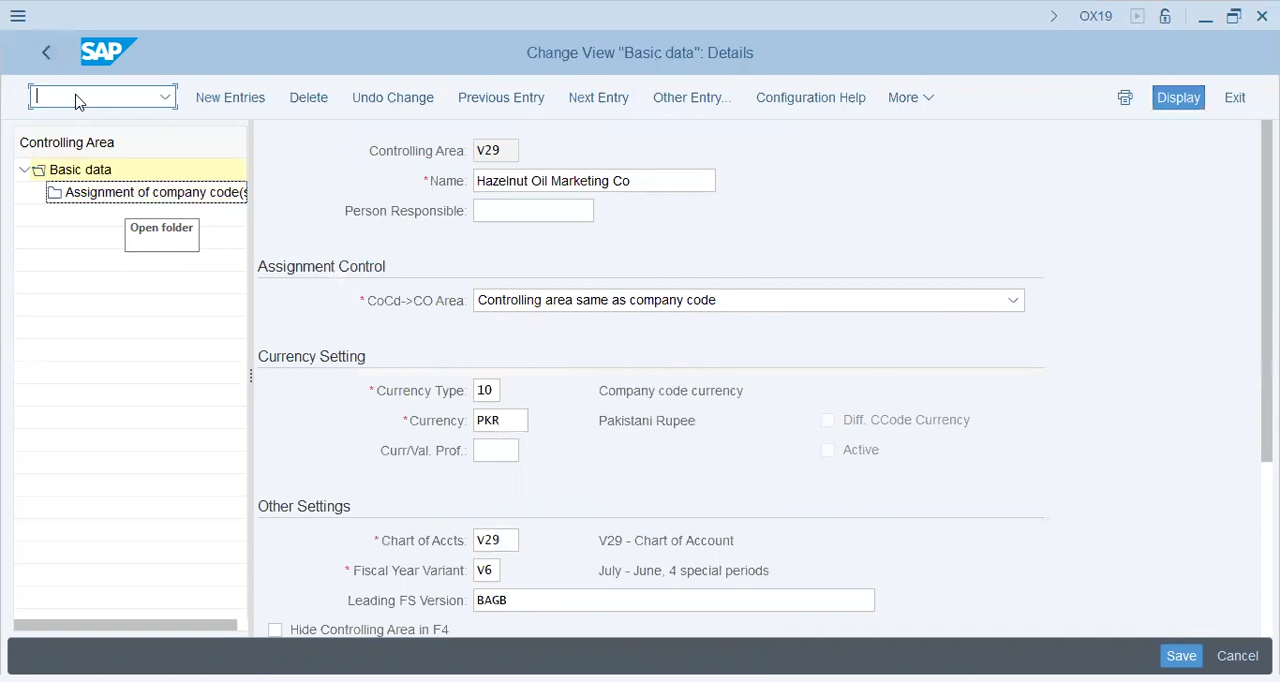 OX19
SAP
Change View "Basic data": Details
New Entries
Delete
Undo Change
Previous Entry
Next Entry
Other Entry...
Configuration Help
More
Display
Exit
Controlling Area
Basic data
Assignment of company code(s
Open folder
Controlling Area: V29
*Name: Hazelnut Oil Marketing Co
Person Responsible:
Assignment Control
* CoCd->CO Area: Controlling area same as company code
Currency Setting
*Currency Type: 10 Company code currency
*Currency: PKR Pakistani Rupee Diff. CCode Currency
Curr/Val. Prof.: Active
Other Settings
* Chart of Accts: V29 V29 - Chart of Account
* Fiscal Year Variant: V6 July - June, 4 special periods
Leading FS Version: BAGB
Hide Controlling Area in F4
Save
Cancel